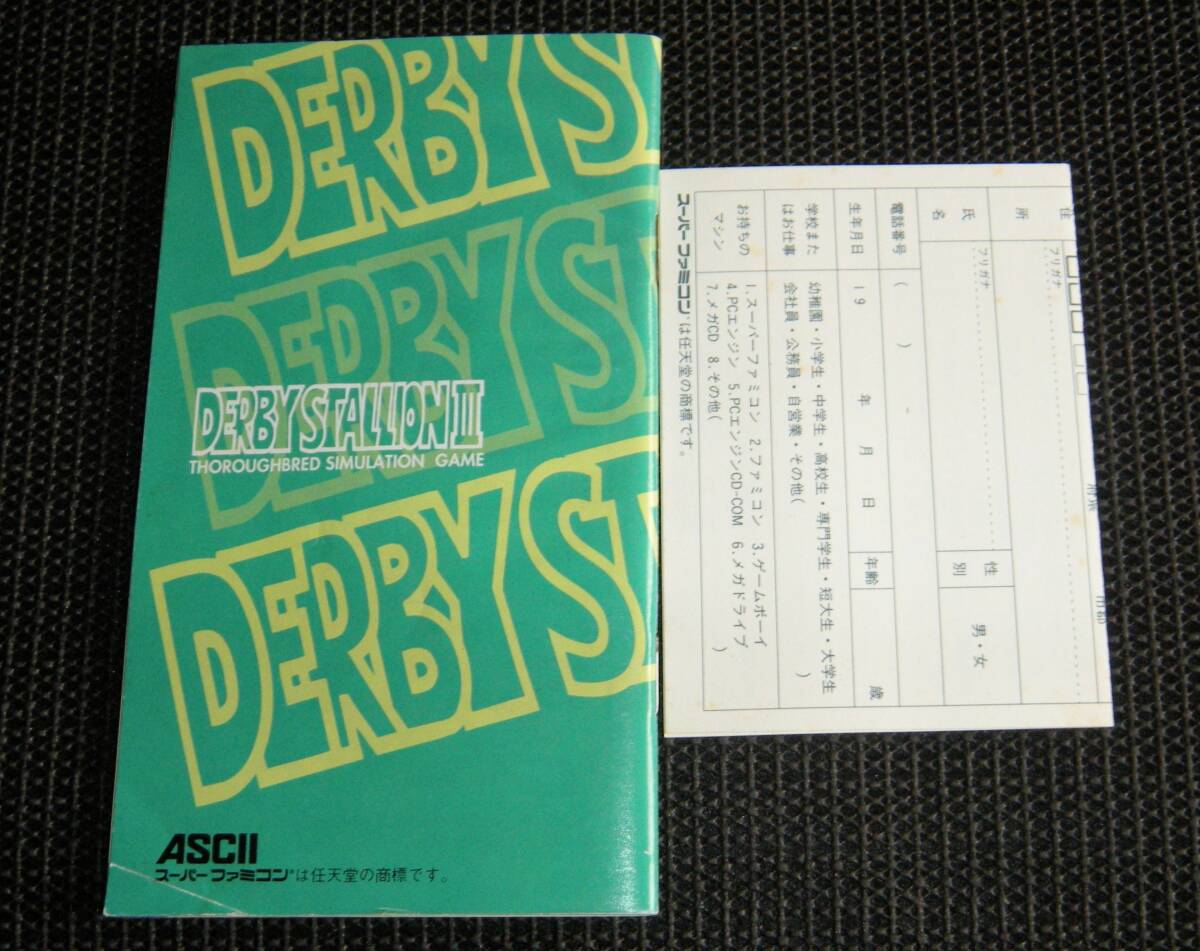 DERBY STA
DERBY STA
DERBY STALLION III
THOROUGHBRED SIMULATION GAME
DERBY STA
ASCII
スーパーファミコン®は任天堂の商標です。
フリガナ
所
フリガナ
氏名
性別
男・女
電話番号
( ) -
生年月日
19 年 月 日
年齢
歳
学校またはお仕事
幼稚園・小学生・中学生・高校生・専門学生・短大生・大学生
会社員・公務員・自営業・その他( )
お持ちのマシン
1.スーパーファミコン 2.ファミコン 3.ゲームボーイ
4.PCエンジン 5.PCエンジンCD-COM 6.メガドライブ
7.メガCD 8.その他( )
スーパーファミコン®は任天堂の商標です。